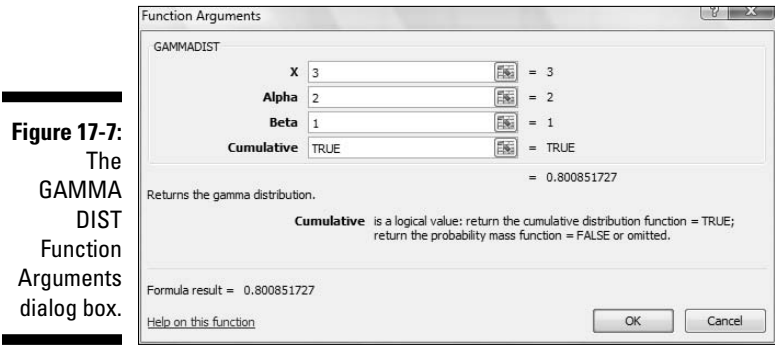 Figure 17-7:
The
GAMMA
DIST
Function
Arguments
dialog box.
Function Arguments
GAMMADIST
X 3 = 3
Alpha 2 = 2
Beta 1 = 1
Cumulative TRUE = TRUE
= 0.800851727
Returns the gamma distribution.
Cumulative is a logical value: return the cumulative distribution function = TRUE;
return the probability mass function = FALSE or omitted.
Formula result = 0.800851727
Help on this function
OK Cancel